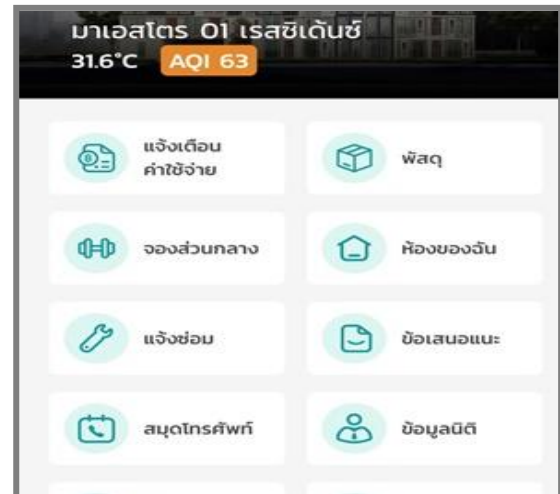 มาเอสโตร 01 เรสซิเด้นซ์
31.6°C AQI 63
แจ้งเตือน
ค่าใช้จ่าย
พัสดุ
จองส่วนกลาง
ห้องของฉัน
แจ้งซ่อม
ข้อเสนอแนะ
สมุดโทรศัพท์
ข้อมูลนิติ